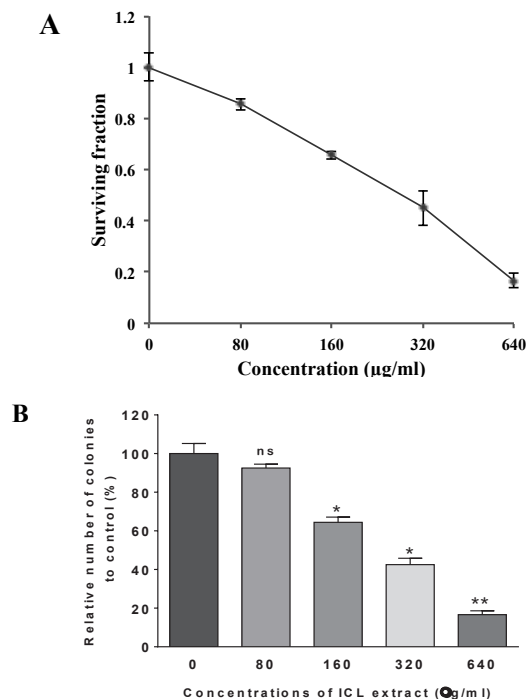 A
1.2
1
0.8
0.6
0.4
0.2
0
Surviving fraction
0 80 160 320 640
Concentration (µg/ml)
B
120
100
80
60
40
20
0
Relative number of colonies
to control (%)
ns
*
*
**
0 80 160 320 640
Concentrations of ICL extract (g/ml)